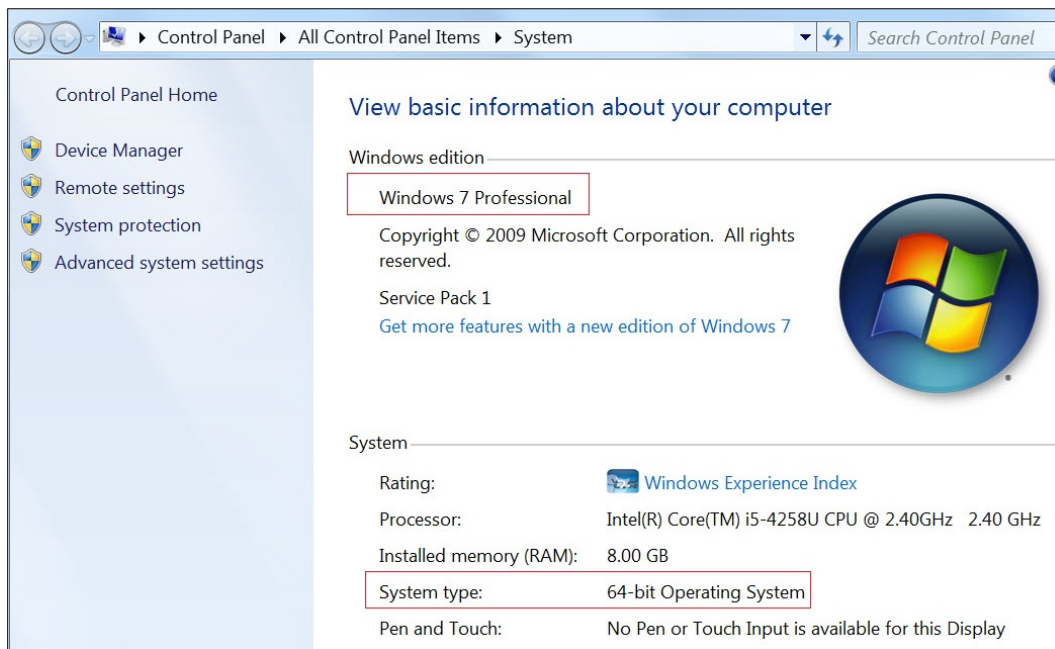 Control Panel ▸ All Control Panel Items ▸ System
Search Control Panel
Control Panel Home
Device Manager
Remote settings
System protection
Advanced system settings
View basic information about your computer
Windows edition
Windows 7 Professional
Copyright © 2009 Microsoft Corporation. All rights
reserved.
Service Pack 1
Get more features with a new edition of Windows 7
®
System
Rating: Windows Experience Index
Processor: Intel(R) Core(TM) i5-4258U CPU @ 2.40GHz 2.40 GHz
Installed memory (RAM): 8.00 GB
System type: 64-bit Operating System
Pen and Touch: No Pen or Touch Input is available for this Display